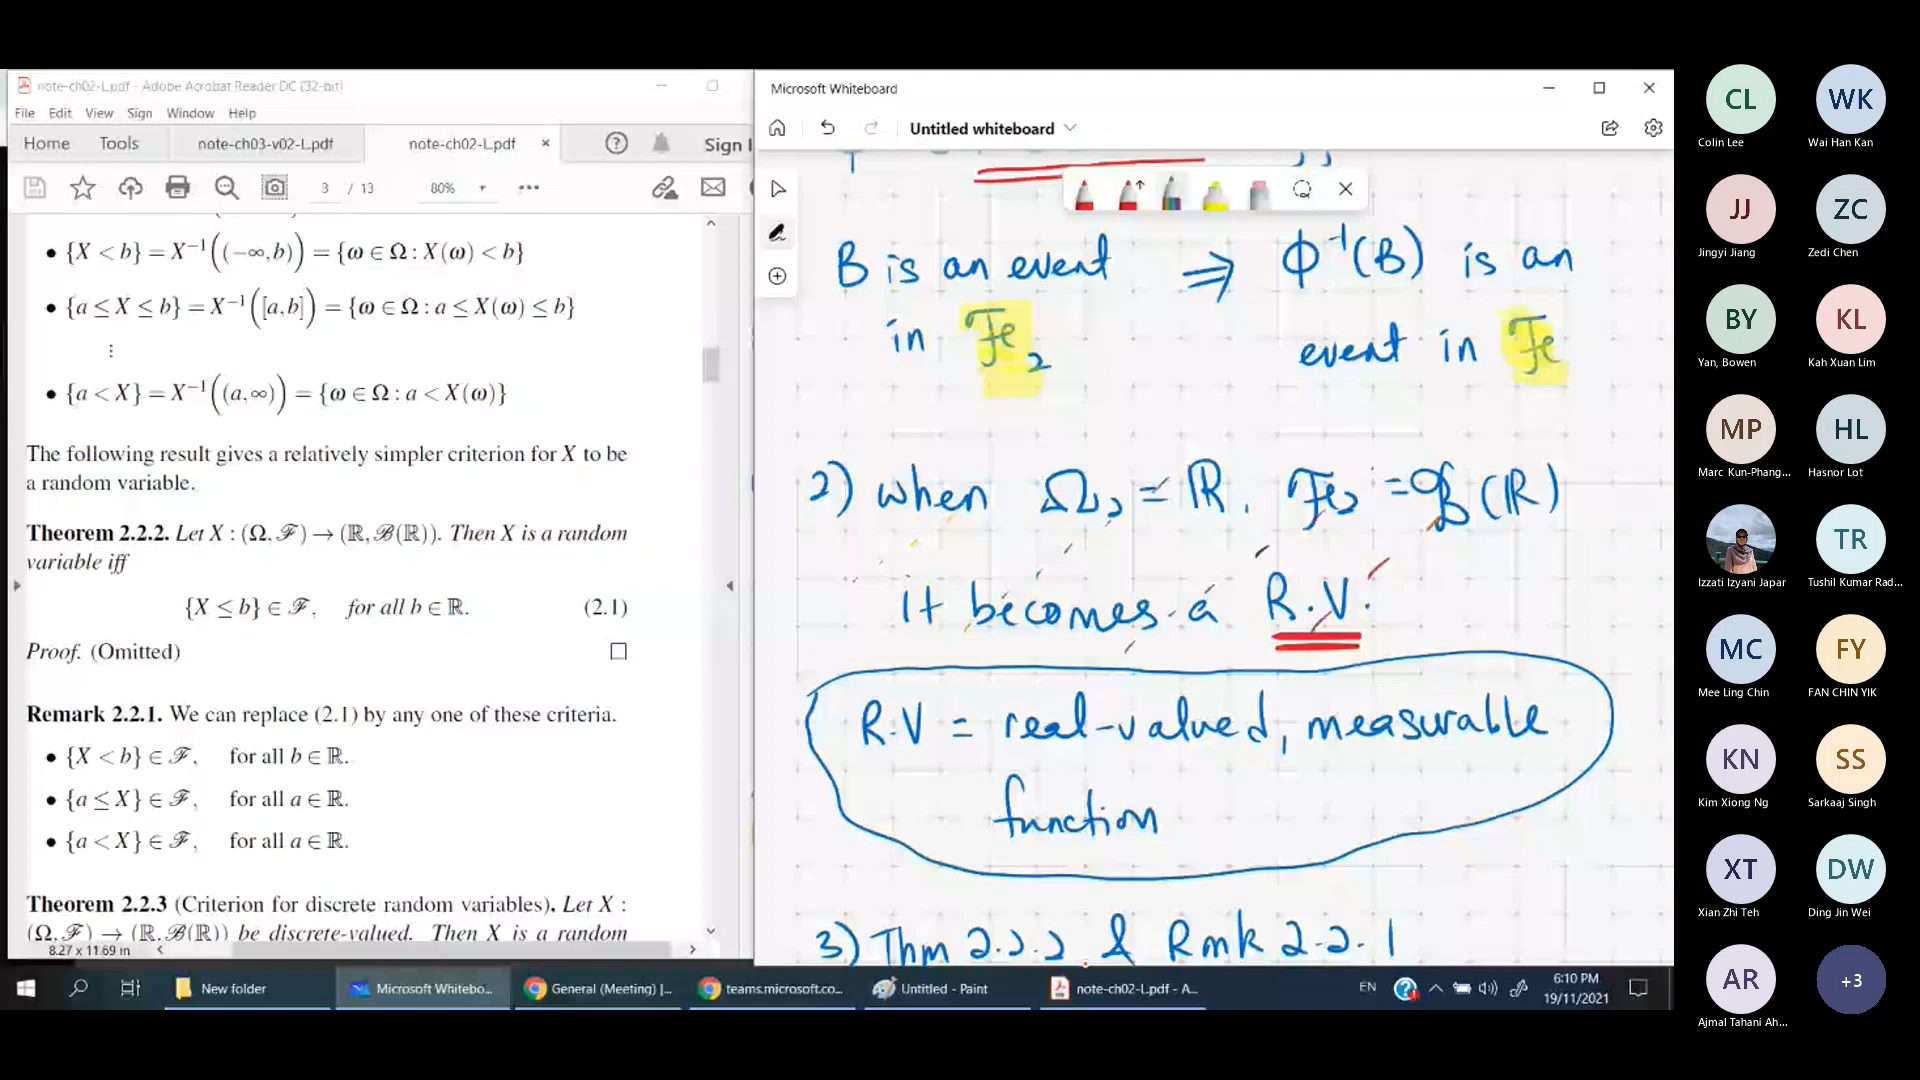 note-ch02-L.pdf - Adobe Acrobat Reader DC (32-bit)
File Edit View Sign Window Help
Home Tools note-ch03-v02-L.pdf note-ch02-L.pdf × Sign I
3 / 13 80%
• {X < b} = X⁻¹((−∞,b)) = {ω ∈ Ω : X(ω) < b}
• {a ≤ X ≤ b} = X⁻¹([a,b]) = {ω ∈ Ω : a ≤ X(ω) ≤ b}
⋮
• {a < X} = X⁻¹((a,∞)) = {ω ∈ Ω : a < X(ω)}
The following result gives a relatively simpler criterion for X to be
a random variable.
Theorem 2.2.2. Let X : (Ω, ℱ) → (ℝ, ℬ(ℝ)). Then X is a random
variable iff
{X ≤ b} ∈ ℱ, for all b ∈ ℝ. (2.1)
Proof. (Omitted) □
Remark 2.2.1. We can replace (2.1) by any one of these criteria.
• {X < b} ∈ ℱ, for all b ∈ ℝ.
• {a ≤ X} ∈ ℱ, for all a ∈ ℝ.
• {a < X} ∈ ℱ, for all a ∈ ℝ.
Theorem 2.2.3 (Criterion for discrete random variables). Let X :
(Ω, ℱ) → (ℝ, ℬ(ℝ)) be discrete-valued. Then X is a random
8.27 x 11.69 in
Microsoft Whiteboard
Untitled whiteboard
B is an event ⇒ Φ⁻¹(B) is an
in ℱ₂ event in ℱ
2) when Ω₂ = ℝ, ℱ₂ = ℬ(ℝ)
it becomes a R.V.
R.V = real-valued, measurable
function
3) Thm 2.2.2 & Rmk 2.2.1
CL WK
Colin Lee Wai Han Kan
JJ ZC
Jingyi Jiang Zedi Chen
BY KL
Yan, Bowen Kah Xuan Lim
MP HL
Marc Kun-Phang... Hasnor Lot
TR
Izzati Izyani Japar Tushil Kumar Rad...
MC FY
Mee Ling Chin FAN CHIN YIK
KN SS
Kim Xiong Ng Sarkaaj Singh
XT DW
Xian Zhi Teh Ding Jin Wei
AR +3
Ajmal Tahani Ah...
New folder Microsoft Whitebo... General (Meeting) |... teams.microsoft.co... Untitled - Paint note-ch02-L.pdf - A... EN 6:10 PM
19/11/2021